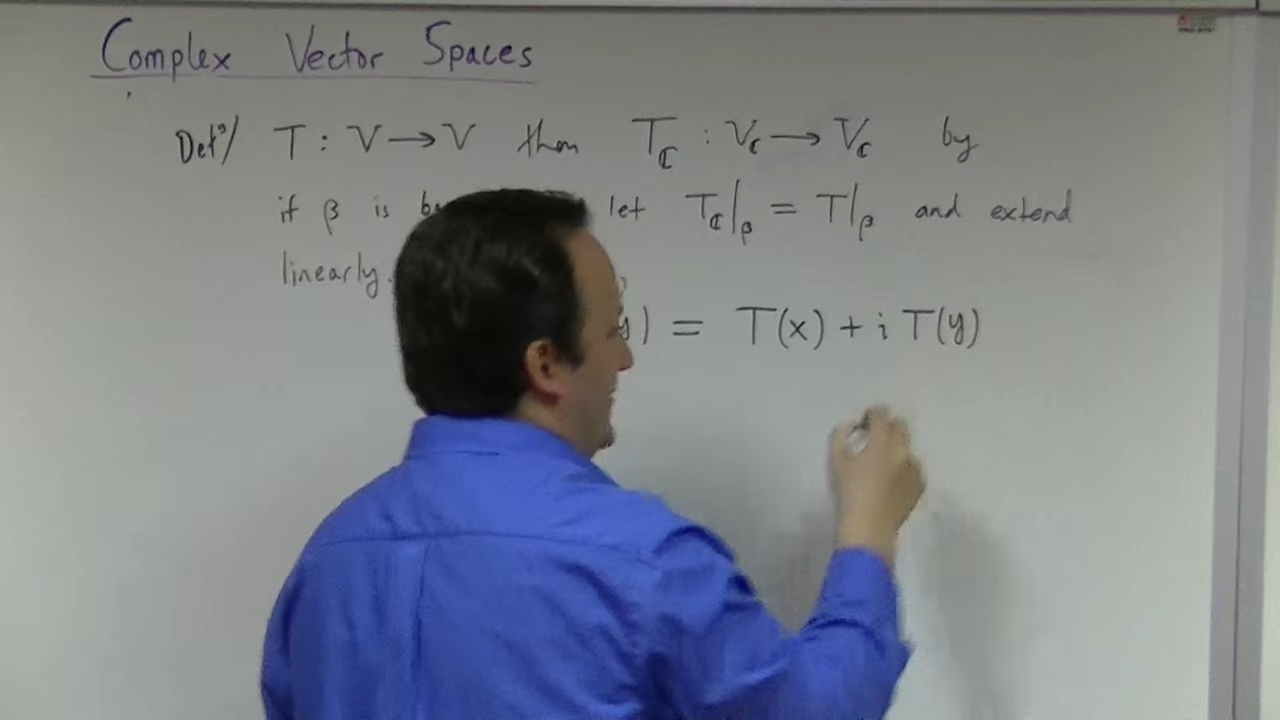 Complex Vector Spaces
Def°/ T : V → V then T_ℂ : V_ℂ → V_ℂ by
if β is let T_ℂ|_β = T|_β and extend
linearly.
y) = T(x) + i T(y)